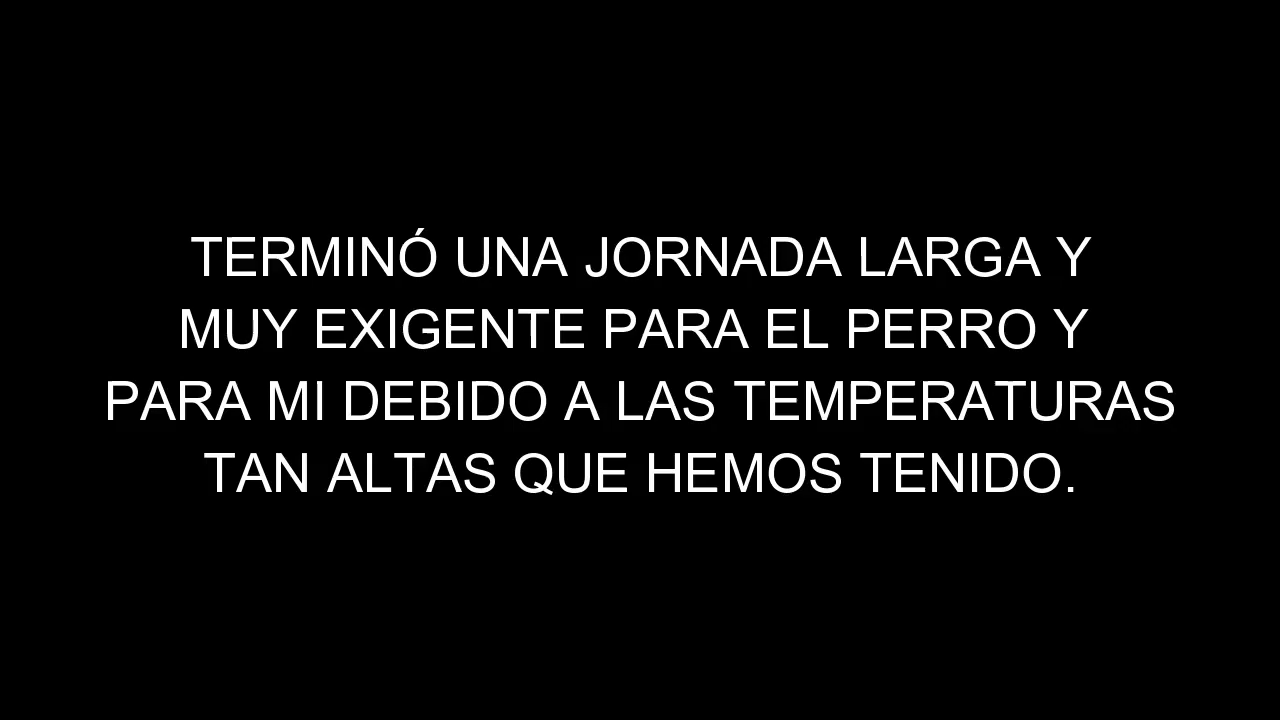 TERMINÓ UNA JORNADA LARGA Y
MUY EXIGENTE PARA EL PERRO Y
PARA MI DEBIDO A LAS TEMPERATURAS
TAN ALTAS QUE HEMOS TENIDO.